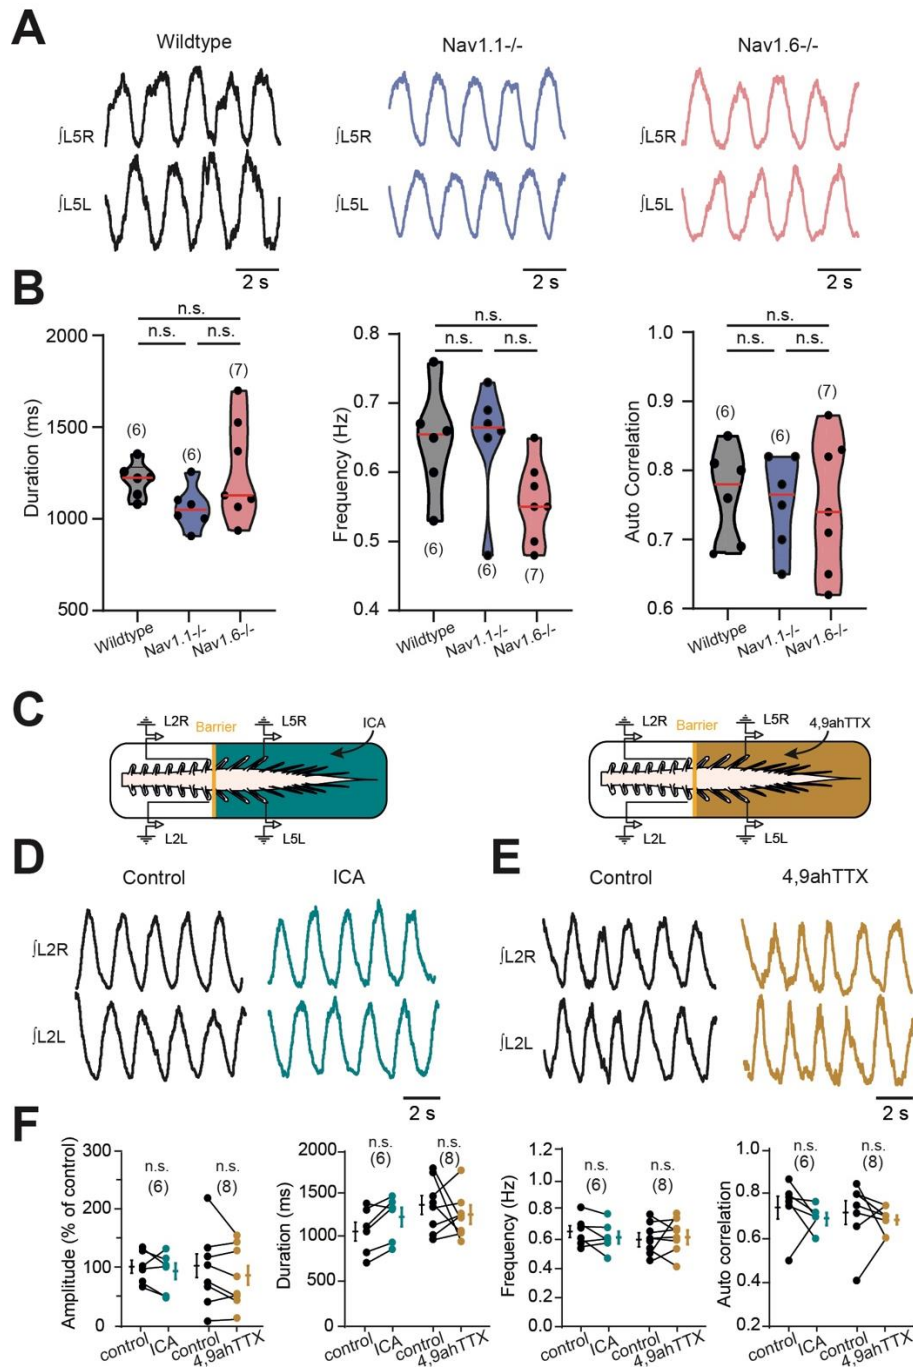 A
Wildtype Nav1.1-/- Nav1.6-/-
∫L5R ∫L5R ∫L5R
∫L5L ∫L5L ∫L5L
2 s 2 s 2 s
B
n.s. n.s. n.s.
n.s. n.s. n.s. n.s. n.s. n.s.
2000 0.8 1.0
(7)
(6) (6)
1500 0.7 0.9
(6) (7)
(6)
Duration (ms) Frequency (Hz) Auto Correlation
1000 0.6 0.8
0.5 0.7
(6) (6) (7)
500 0.4 0.6
Wildtype Nav1.1-/- Nav1.6-/- Wildtype Nav1.1-/- Nav1.6-/- Wildtype Nav1.1-/- Nav1.6-/-
C
L2R Barrier L5R ICA L2R Barrier L5R 4,9ahTTX
L2L L5L L2L L5L
D E
Control ICA Control 4,9ahTTX
∫L2R ∫L2R
∫L2L ∫L2L
2 s 2 s
F
Amplitude (% of control)
300
200
100
0
n.s. n.s.
(6) (8)
control ICA control 4,9ahTTX
Duration (ms)
2000
1500
1000
500
0
n.s. n.s.
(6) (8)
control ICA control 4,9ahTTX
Frequency (Hz)
1.2
1.0
0.8
0.6
0.4
0.2
0.0
n.s. n.s.
(6) (8)
control ICA control 4,9ahTTX
Auto correlation
1.0
0.8
0.6
0.4
0.2
n.s. n.s.
(6) (8)
control ICA control 4,9ahTTX